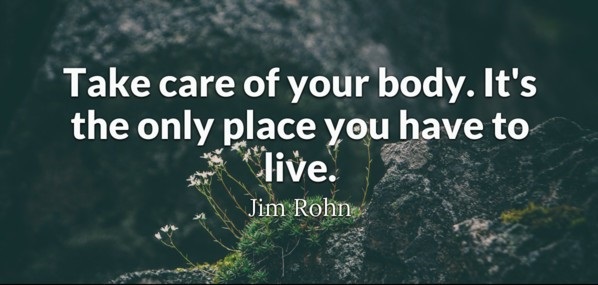 Take care of your body. It's
the only place you have to
live.
Jim Rohn